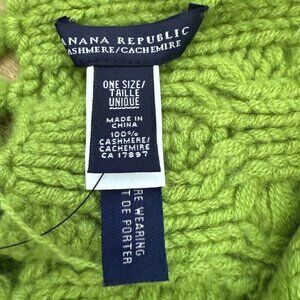 ANANA REPUBLIC
ASHMERE/CACHEMIRE
ONE SIZE/
TAILLE
UNIQUE
MADE IN
CHINA
100%
CASHMERE/
CACHEMIRE
CA 17897
RE WEARING
T DE PORTER